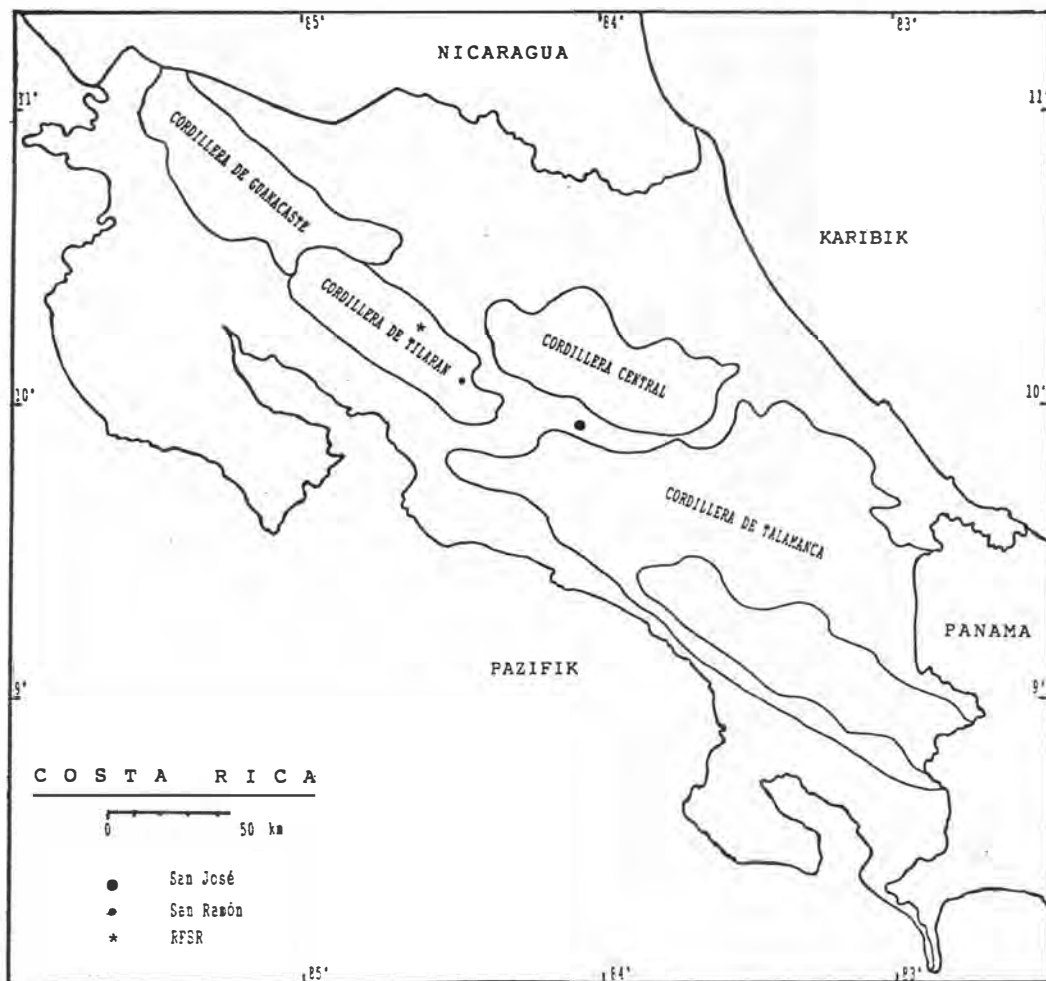 85° 84° 83°
NICARAGUA
11° 11°
CORDILLERA DE GUANACASTE
KARIBIK
CORDILLERA DE TILARAN
CORDILLERA CENTRAL
10° 10°
CORDILLERA DE TALAMANCA
PANAMA
PAZIFIK
9° 9°
COSTA RICA
0 50 km
San José
San Ramón
RFSR
85° 84° 83°